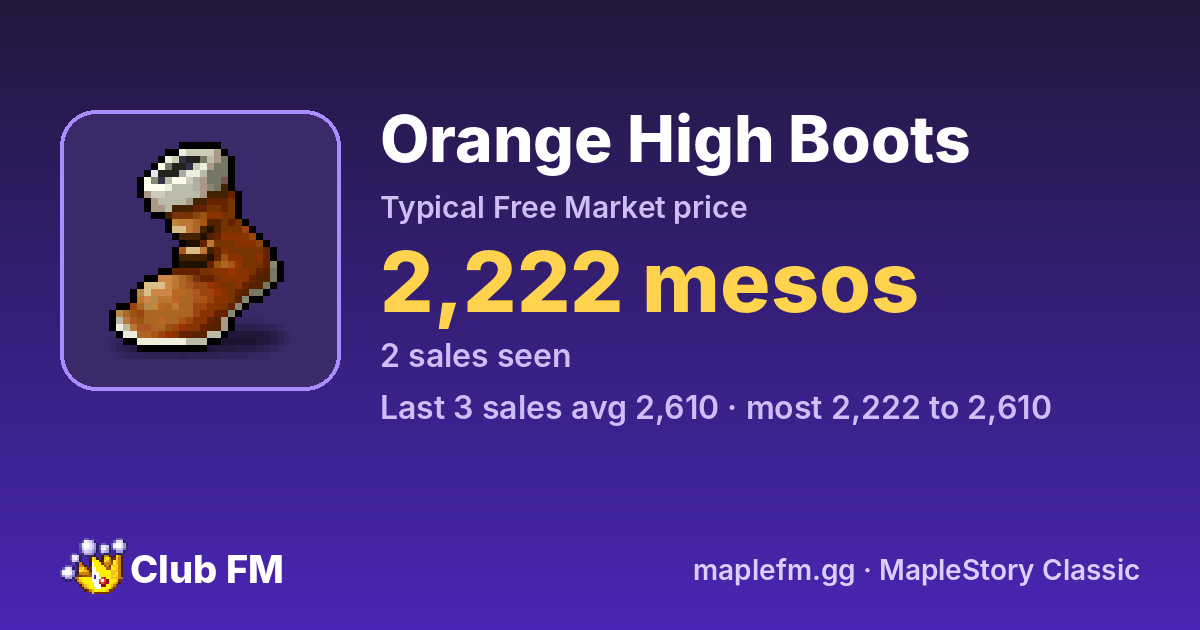 Orange High Boots
Typical Free Market price
2,222 mesos
2 sales seen
Last 3 sales avg 2,610 · most 2,222 to 2,610
Club FM
maplefm.gg · MapleStory Classic